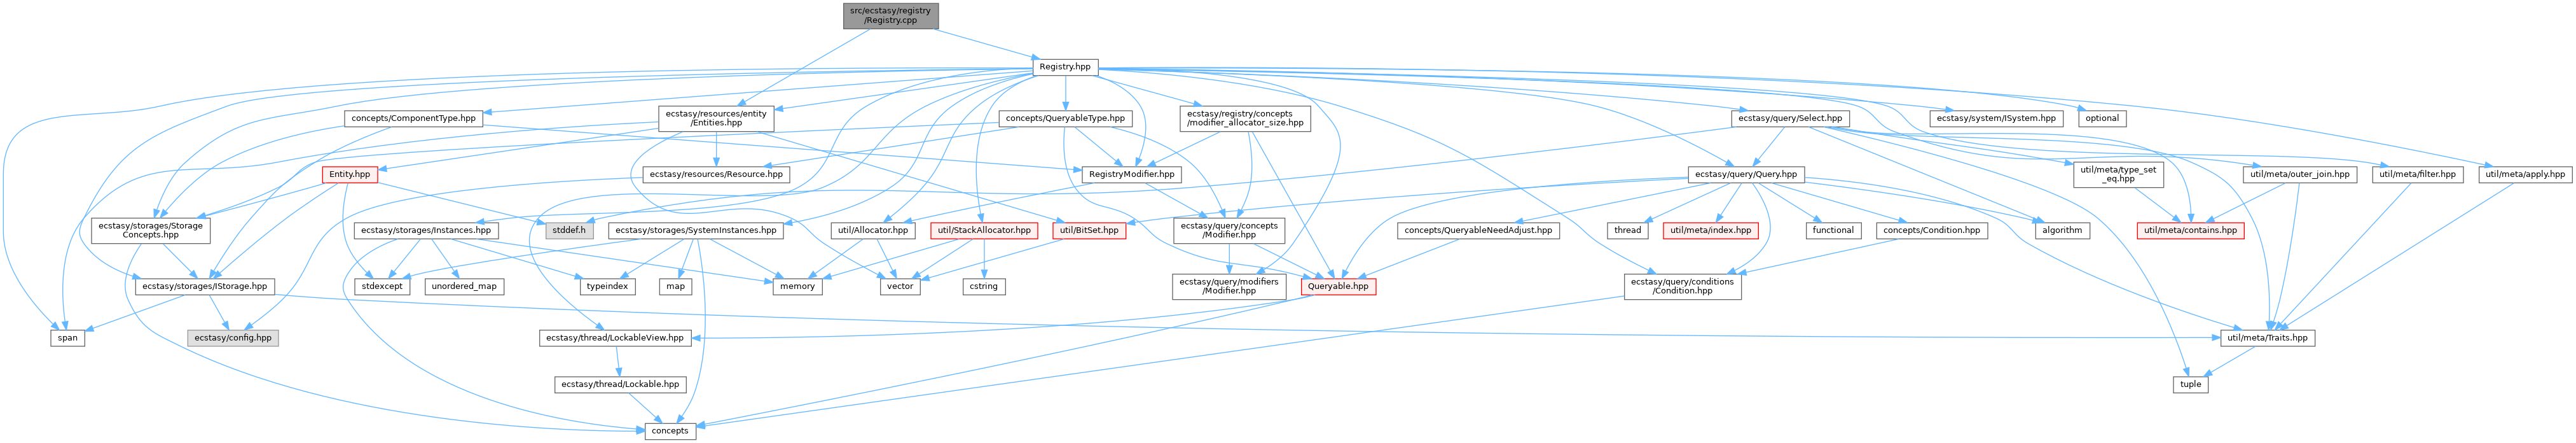 src/ecstasy/registry
/Registry.cpp
Registry.hpp
concepts/ComponentType.hpp
ecstasy/resources/entity
/Entities.hpp
concepts/QueryableType.hpp
ecstasy/registry/concepts
/modifier_allocator_size.hpp
ecstasy/query/Select.hpp
ecstasy/system/ISystem.hpp
optional
Entity.hpp
ecstasy/resources/Resource.hpp
RegistryModifier.hpp
ecstasy/query/Query.hpp
util/meta/type_set
_eq.hpp
util/meta/outer_join.hpp
util/meta/filter.hpp
util/meta/apply.hpp
ecstasy/storages/Storage
Concepts.hpp
ecstasy/storages/Instances.hpp
stddef.h
ecstasy/storages/SystemInstances.hpp
util/Allocator.hpp
util/StackAllocator.hpp
util/BitSet.hpp
ecstasy/query/concepts
/Modifier.hpp
concepts/QueryableNeedAdjust.hpp
thread
util/meta/index.hpp
functional
concepts/Condition.hpp
algorithm
util/meta/contains.hpp
ecstasy/storages/IStorage.hpp
stdexcept
unordered_map
typeindex
map
memory
vector
cstring
ecstasy/query/modifiers
/Modifier.hpp
Queryable.hpp
ecstasy/query/conditions
/Condition.hpp
span
ecstasy/config.hpp
ecstasy/thread/LockableView.hpp
util/meta/Traits.hpp
ecstasy/thread/Lockable.hpp
tuple
concepts